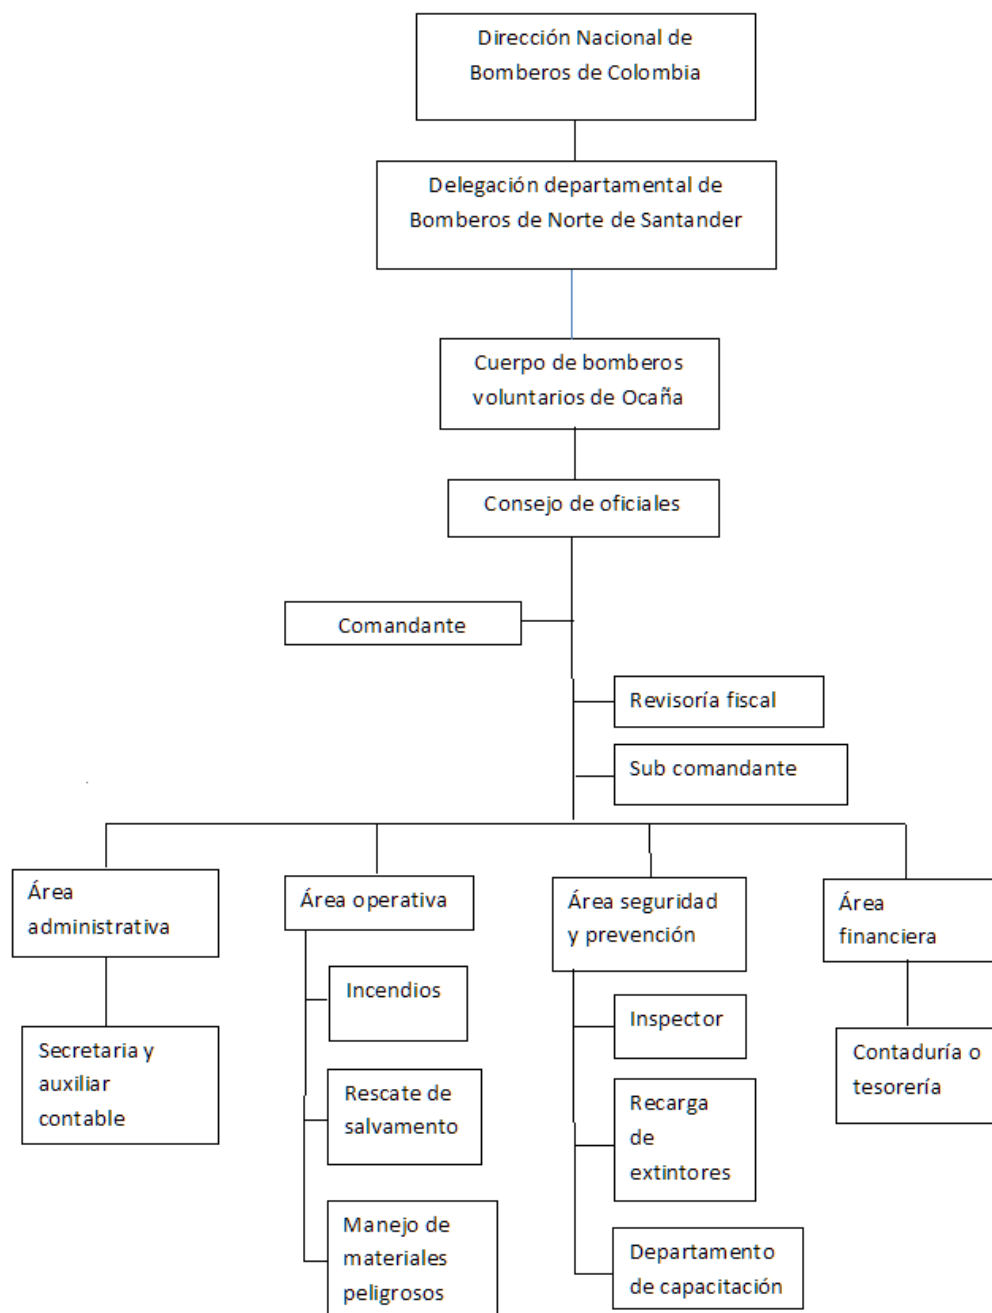 Dirección Nacional de
Bomberos de Colombia
Delegación departamental de
Bomberos de Norte de Santander
Cuerpo de bomberos
voluntarios de Ocaña
Consejo de oficiales
Comandante
Revisoría fiscal
Sub comandante
Área
administrativa
Área operativa
Área seguridad
y prevención
Área
financiera
Secretaria y
auxiliar
contable
Incendios
Rescate de
salvamento
Manejo de
materiales
peligrosos
Inspector
Recarga
de
extintores
Departamento
de capacitación
Contaduría o
tesorería